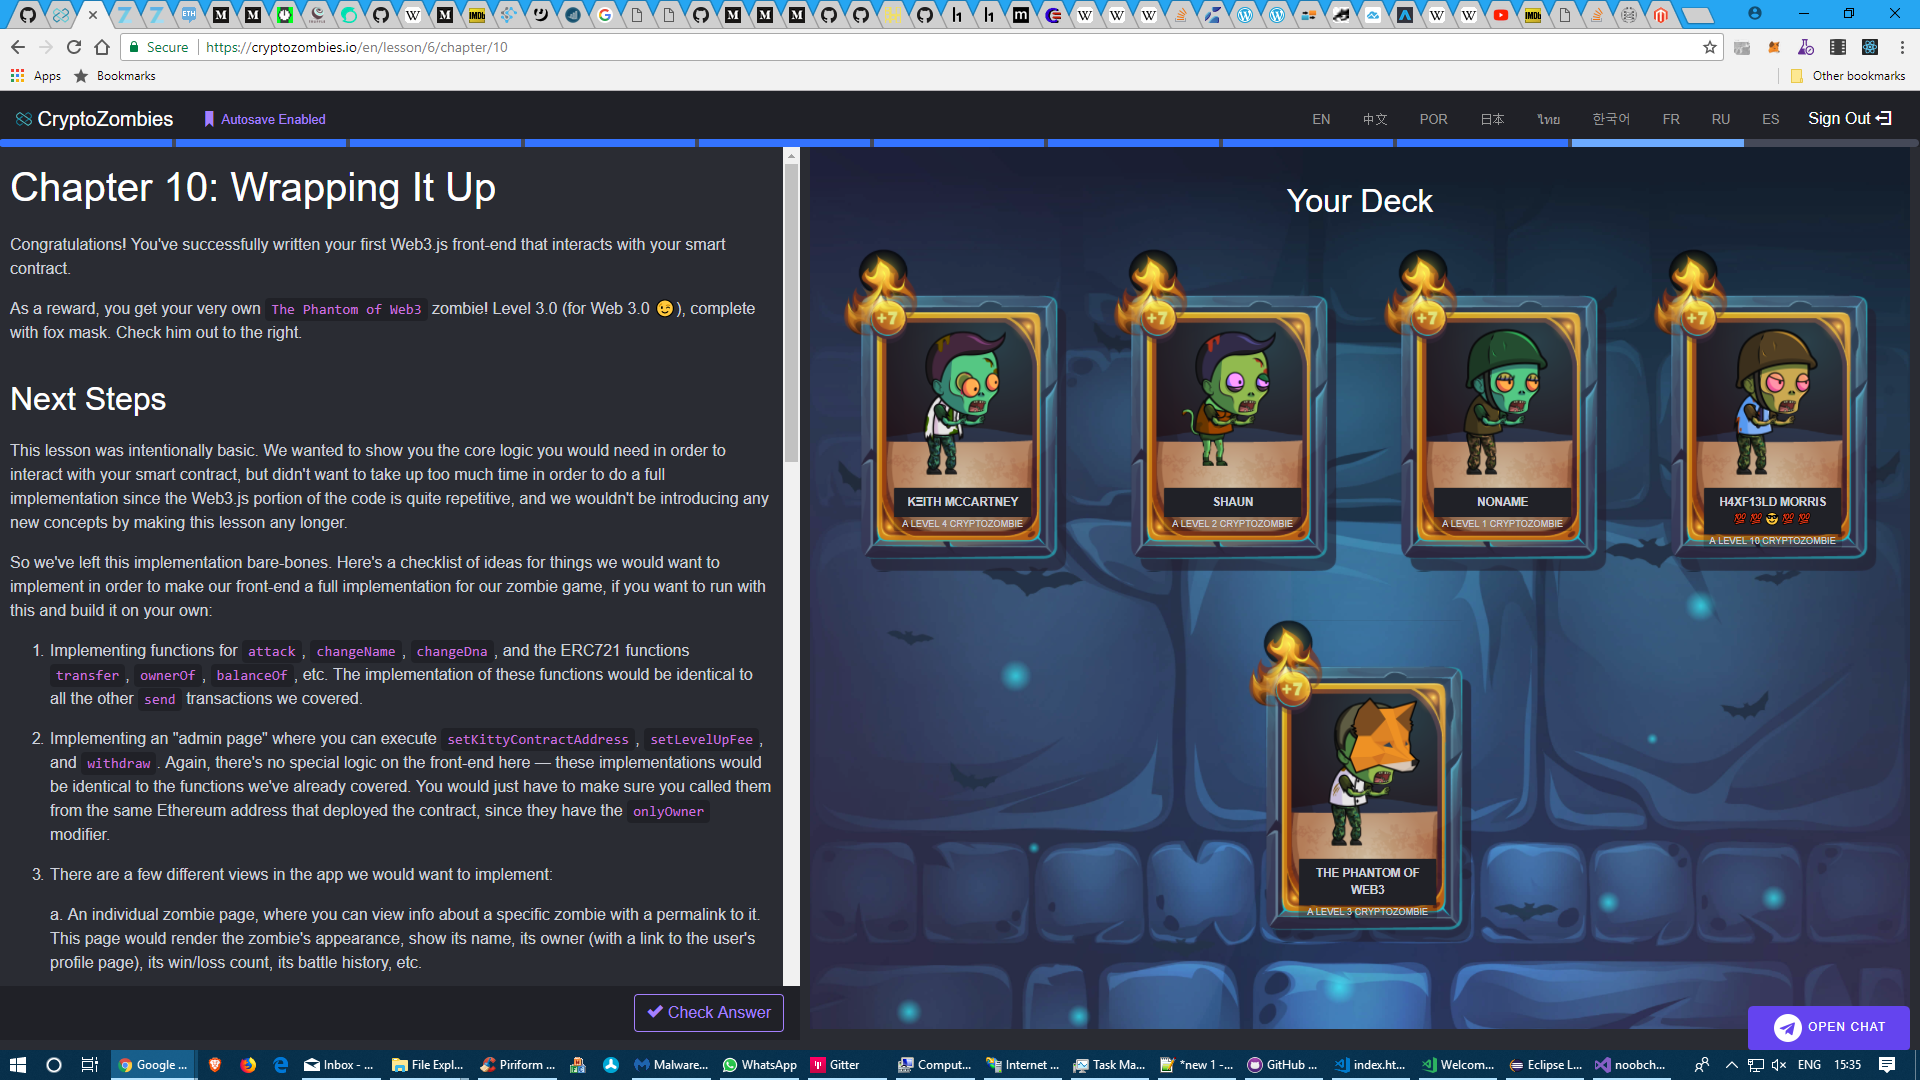 Secure
https://cryptozombies.io/en/lesson/6/chapter/10
Apps
Bookmarks
Other bookmarks
CryptoZombies
Autosave Enabled
EN
中文
POR
日本
ไทย
한국어
FR
RU
ES
Sign Out
Chapter 10: Wrapping It Up
Congratulations! You've successfully written your first Web3.js front-end that interacts with your smart
contract.
As a reward, you get your very own The Phantom of Web3 zombie! Level 3.0 (for Web 3.0 😉), complete
with fox mask. Check him out to the right.
Next Steps
This lesson was intentionally basic. We wanted to show you the core logic you would need in order to
interact with your smart contract, but didn't want to take up too much time in order to do a full
implementation since the Web3.js portion of the code is quite repetitive, and we wouldn't be introducing any
new concepts by making this lesson any longer.
So we've left this implementation bare-bones. Here's a checklist of ideas for things we would want to
implement in order to make our front-end a full implementation for our zombie game, if you want to run with
this and build it on your own:
1. Implementing functions for attack, changeName, changeDna, and the ERC721 functions
transfer, ownerOf, balanceOf, etc. The implementation of these functions would be identical to
all the other send transactions we covered.
2. Implementing an "admin page" where you can execute setKittyContractAddress, setLevelUpFee,
and withdraw. Again, there's no special logic on the front-end here — these implementations would
be identical to the functions we've already covered. You would just have to make sure you called them
from the same Ethereum address that deployed the contract, since they have the onlyOwner
modifier.
3. There are a few different views in the app we would want to implement:
a. An individual zombie page, where you can view info about a specific zombie with a permalink to it.
This page would render the zombie's appearance, show its name, its owner (with a link to the user's
profile page), its win/loss count, its battle history, etc.
Check Answer
Your Deck
+7
KΞITH MCCARTNEY
A LEVEL 4 CRYPTOZOMBIE
+7
SHAUN
A LEVEL 2 CRYPTOZOMBIE
+7
NONAME
A LEVEL 1 CRYPTOZOMBIE
+7
H4XF13LD MORRIS
💯 💯 😎 💯 💯
A LEVEL 10 CRYPTOZOMBIE
+7
THE PHANTOM OF
WEB3
A LEVEL 3 CRYPTOZOMBIE
OPEN CHAT
Google ...
Inbox - ...
File Expl...
Piriform ...
Malware...
WhatsApp
Gitter
Comput...
Internet ...
Task Ma...
*new 1 -...
GitHub ...
index.ht...
Welcom...
Eclipse I...
noobch...
ENG
15:35